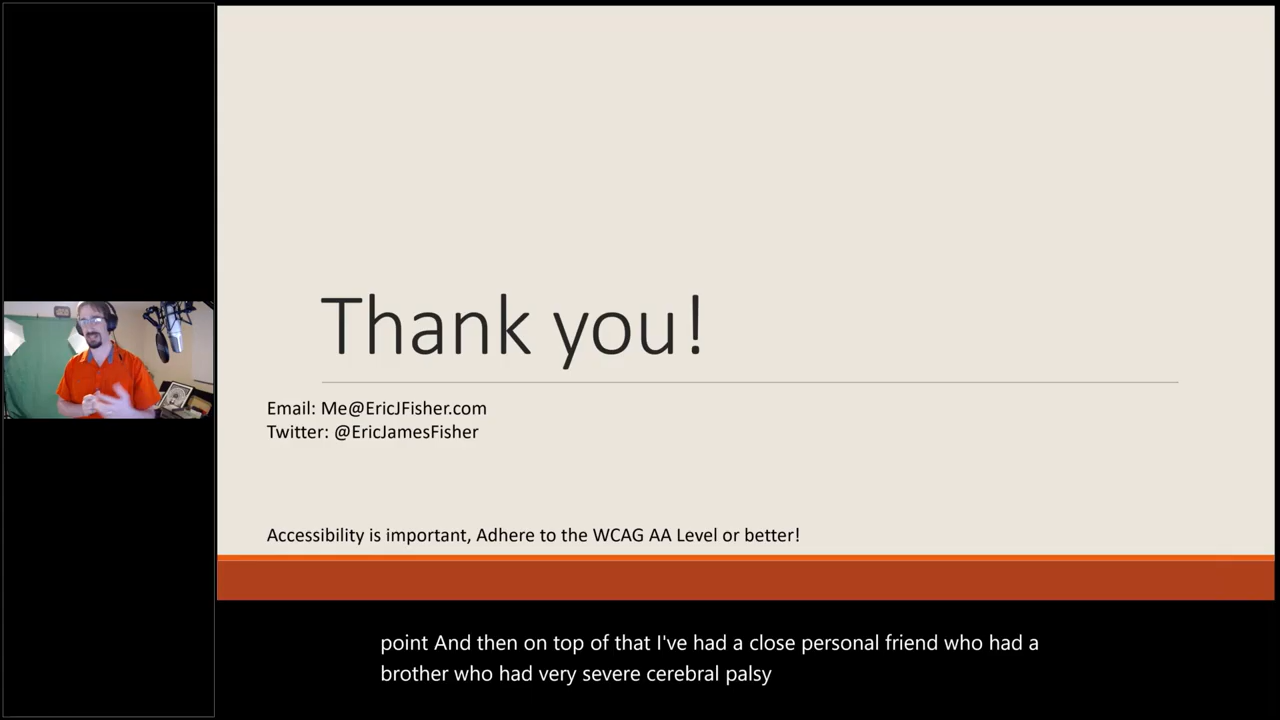 Thank you!
Email: Me@EricJFisher.com
Twitter: @EricJamesFisher
Accessibility is important, Adhere to the WCAG AA Level or better!
point And then on top of that I've had a close personal friend who had a
brother who had very severe cerebral palsy